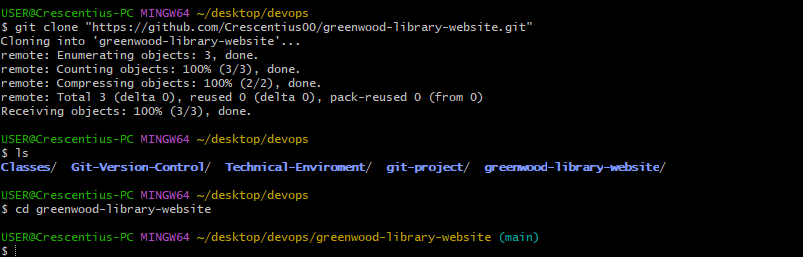 USER@Crescentius-PC MINGW64 ~/desktop/devops
$ git clone "https://github.com/Crescentius00/greenwood-library-website.git"
Cloning into 'greenwood-library-website'...
remote: Enumerating objects: 3, done.
remote: Counting objects: 100% (3/3), done.
remote: Compressing objects: 100% (2/2), done.
remote: Total 3 (delta 0), reused 0 (delta 0), pack-reused 0 (from 0)
Receiving objects: 100% (3/3), done.
USER@Crescentius-PC MINGW64 ~/desktop/devops
$ ls
Classes/ Git-Version-Control/ Technical-Enviroment/ git-project/ greenwood-library-website/
USER@Crescentius-PC MINGW64 ~/desktop/devops
$ cd greenwood-library-website
USER@Crescentius-PC MINGW64 ~/desktop/devops/greenwood-library-website (main)
$